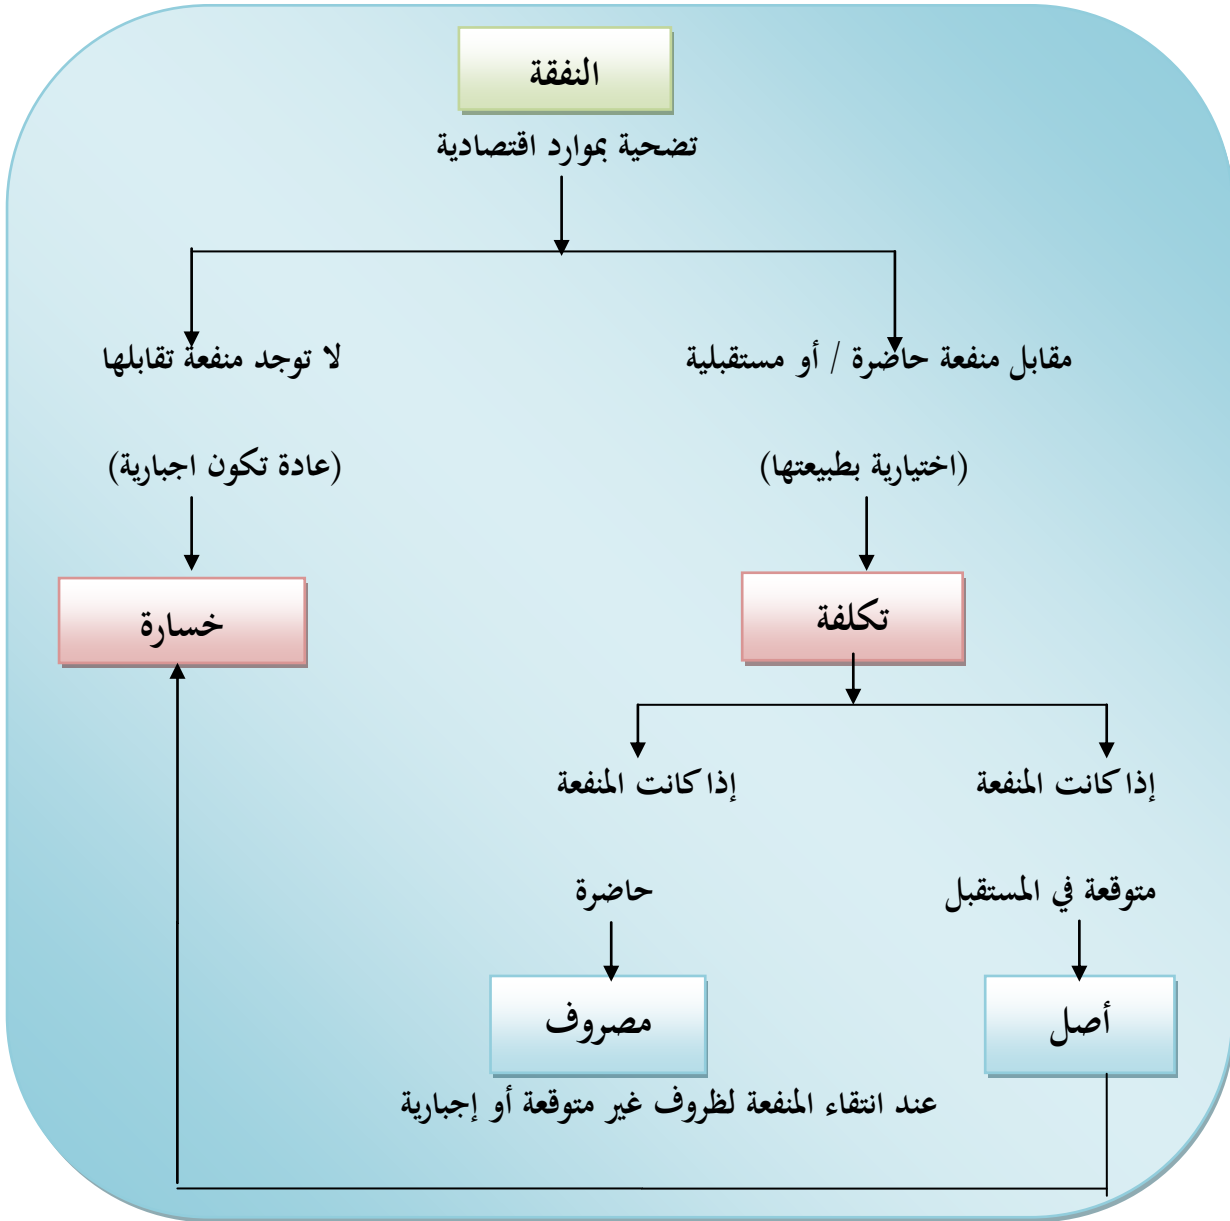 النفقة
تضحية بموارد اقتصادية
مقابل منفعة حاضرة / أو مستقبلية
لا توجد منفعة تقابلها
(اختيارية بطبيعتها)
(عادة تكون اجبارية)
تكلفة
خسارة
إذا كانت المنفعة
إذا كانت المنفعة
متوقعة في المستقبل
حاضرة
أصل
مصروف
عند انتقاء المنفعة لظروف غير متوقعة أو إجبارية